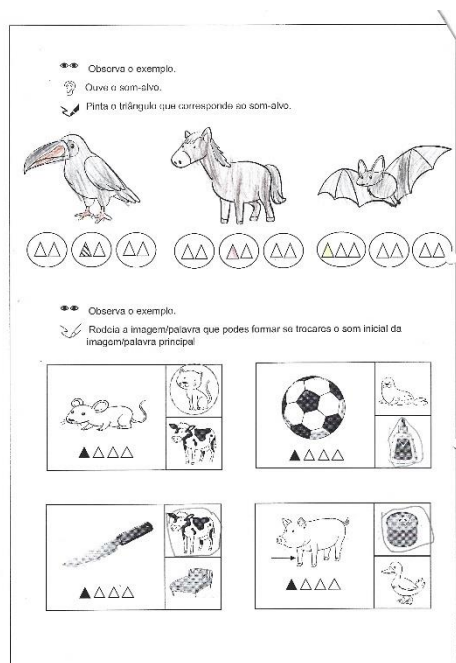 Observa o exemplo.
Ouve o som-alvo.
Pinta o triângulo que corresponde ao som-alvo.
Observa o exemplo.
Rodeia a imagem/palavra que podes formar se trocares o som inicial da
imagem/palavra principal